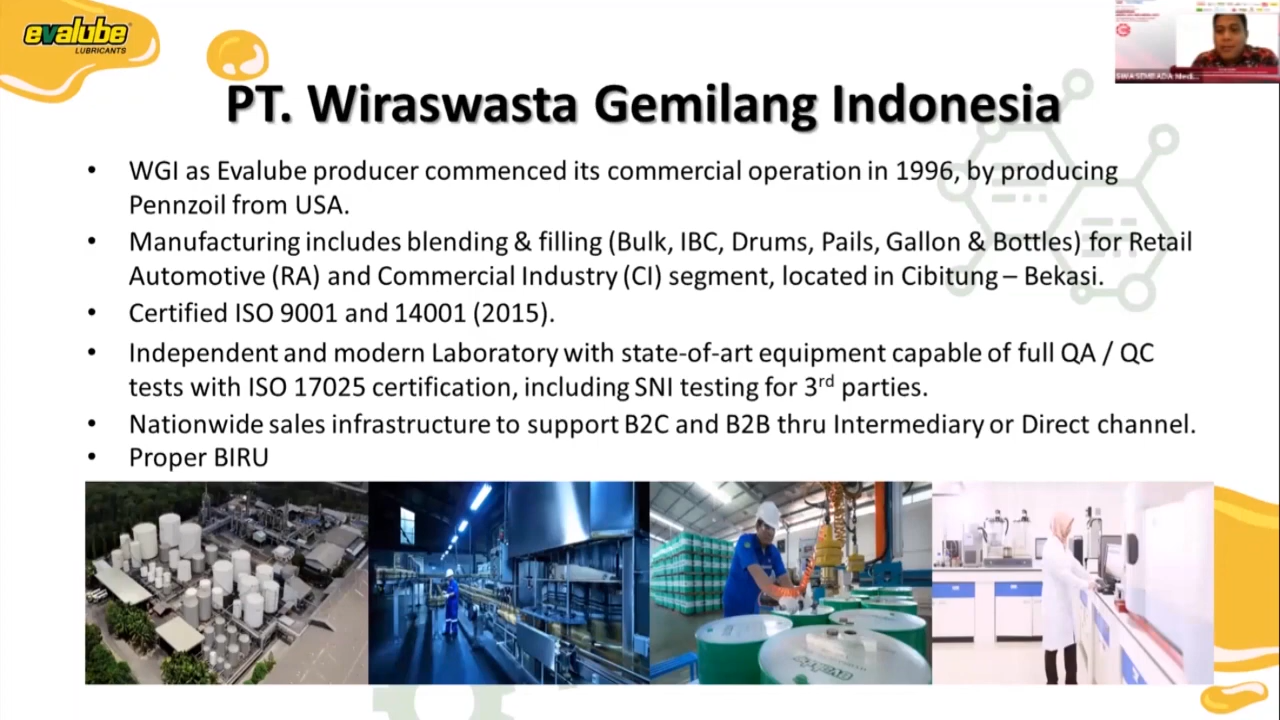 evalube
LUBRICANTS
SWA SEMBADA Medi...
PT. Wiraswasta Gemilang Indonesia
• WGI as Evalube producer commenced its commercial operation in 1996, by producing
Pennzoil from USA.
• Manufacturing includes blending & filling (Bulk, IBC, Drums, Pails, Gallon & Bottles) for Retail
Automotive (RA) and Commercial Industry (CI) segment, located in Cibitung – Bekasi.
• Certified ISO 9001 and 14001 (2015).
• Independent and modern Laboratory with state-of-art equipment capable of full QA / QC
tests with ISO 17025 certification, including SNI testing for 3rd parties.
• Nationwide sales infrastructure to support B2C and B2B thru Intermediary or Direct channel.
• Proper BIRU